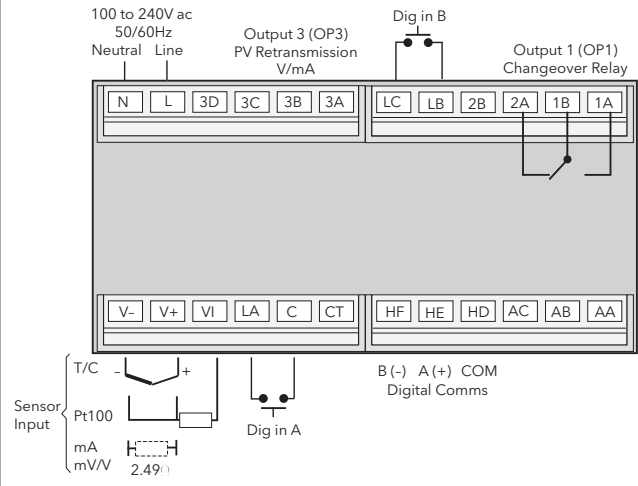 100 to 240V ac
50/60Hz
Neutral Line
Output 3 (OP3)
PV Retransmission
V/mA
Dig in B
Output 1 (OP1)
Changeover Relay
N L 3D 3C 3B 3A LC LB 2B 2A 1B 1A
V- V+ VI LA C CT HF HE HD AC AB AA
T/C - +
B (-) A (+) COM
Digital Comms
Sensor
Input
Pt100
Dig in A
mA
mV/V
2.49Ω